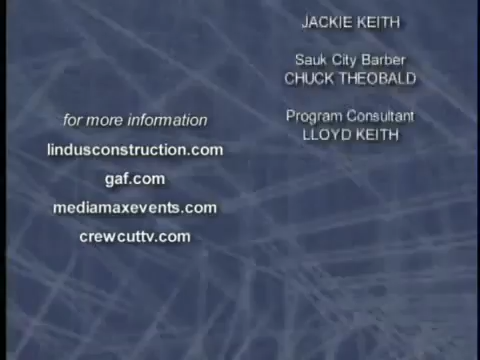 JACKIE KEITH
Sauk City Barber
CHUCK THEOBALD
Program Consultant
LLOYD KEITH
for more information
lindusconstruction.com
gaf.com
mediamaxevents.com
crewcuttv.com